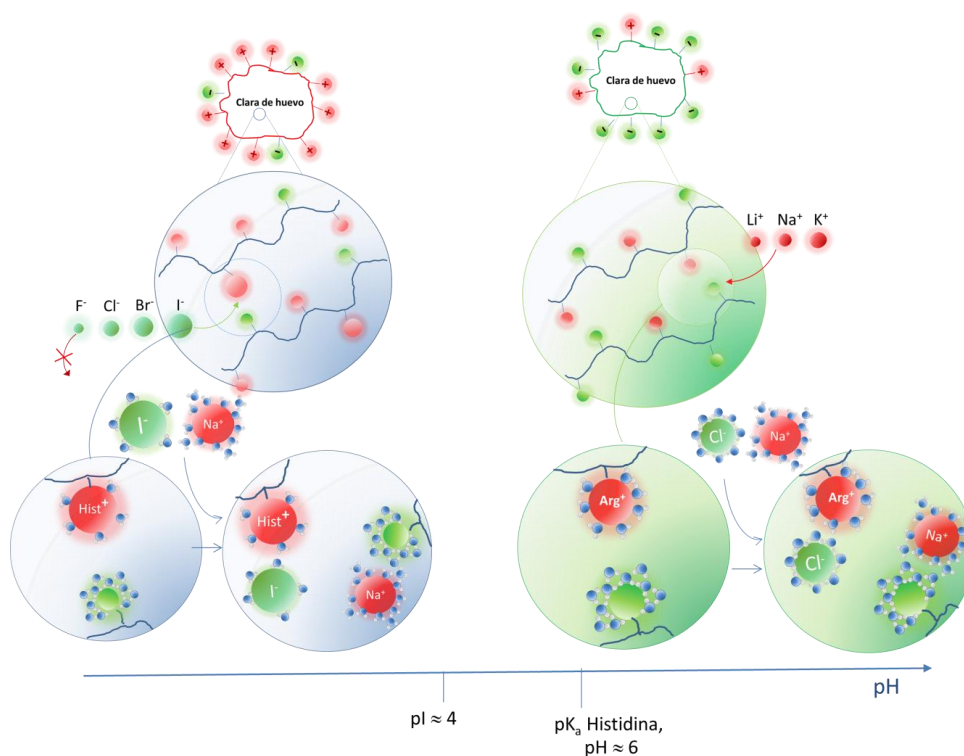 Clara de huevo
Clara de huevo
F- Cl- Br- I-
Li+ Na+ K+
I- Na+
Cl- Na+
Hist+
Hist+
I-
Na+
Arg+
Arg+
Cl-
Na+
pH
pI ≈ 4
pKa Histidina,
pH ≈ 6